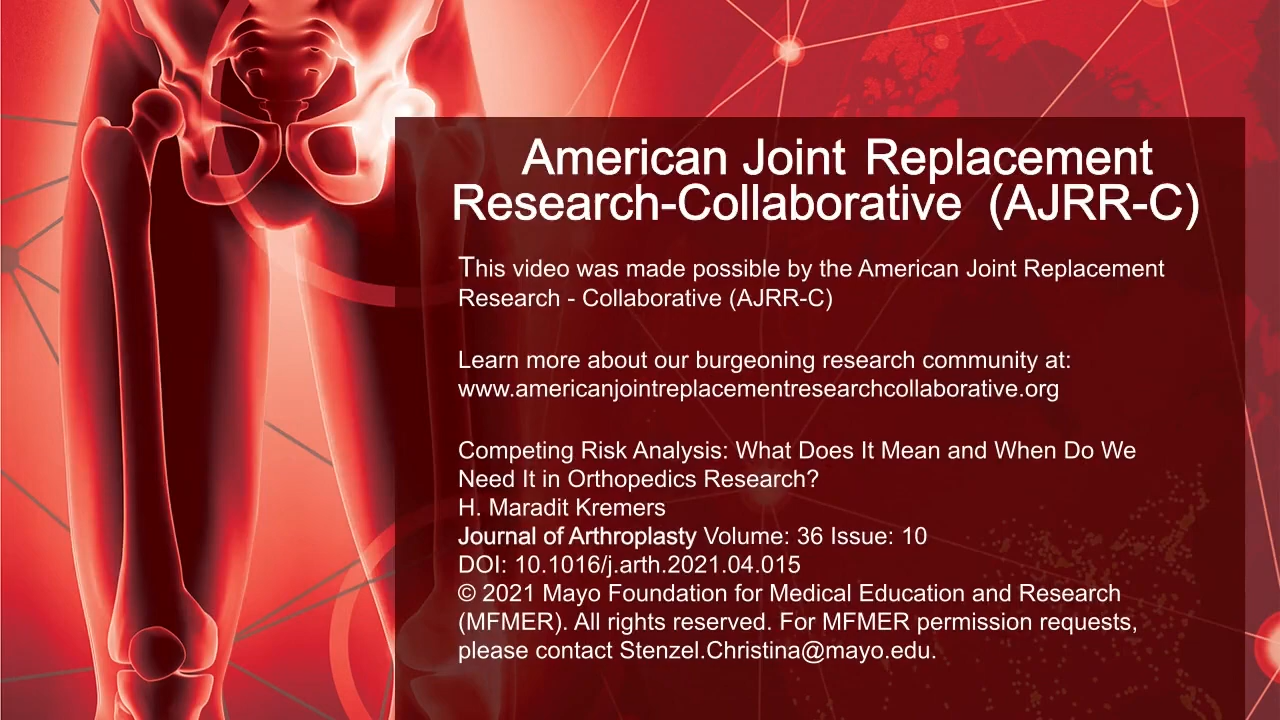 American Joint Replacement
Research-Collaborative (AJRR-C)
This video was made possible by the American Joint Replacement
Research - Collaborative (AJRR-C)
Learn more about our burgeoning research community at:
www.americanjointreplacementresearchcollaborative.org
Competing Risk Analysis: What Does It Mean and When Do We
Need It in Orthopedics Research?
H. Maradit Kremers
Journal of Arthroplasty Volume: 36 Issue: 10
DOI: 10.1016/j.arth.2021.04.015
© 2021 Mayo Foundation for Medical Education and Research
(MFMER). All rights reserved. For MFMER permission requests,
please contact Stenzel.Christina@mayo.edu.